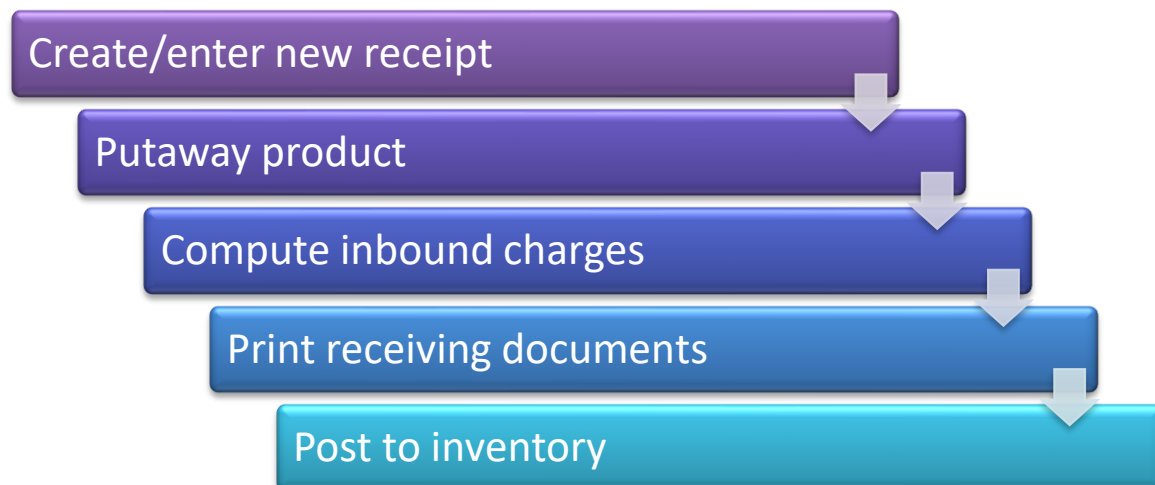 Create/enter new receipt
Putaway product
Compute inbound charges
Print receiving documents
Post to inventory